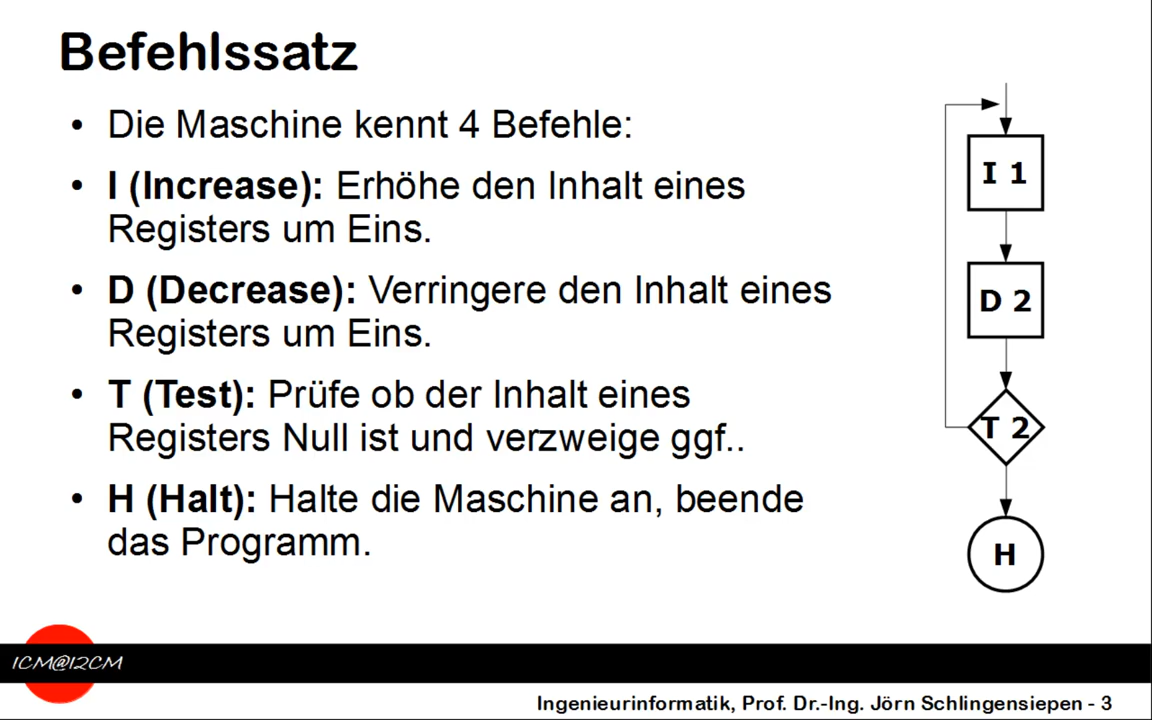 Befehlssatz
• Die Maschine kennt 4 Befehle:
• I (Increase): Erhöhe den Inhalt eines
Registers um Eins.
• D (Decrease): Verringere den Inhalt eines
Registers um Eins.
• T (Test): Prüfe ob der Inhalt eines
Registers Null ist und verzweige ggf..
• H (Halt): Halte die Maschine an, beende
das Programm.
I 1
D 2
T 2
H
1CM@12CM
Ingenieurinformatik, Prof. Dr.-Ing. Jörn Schlingensiepen - 3